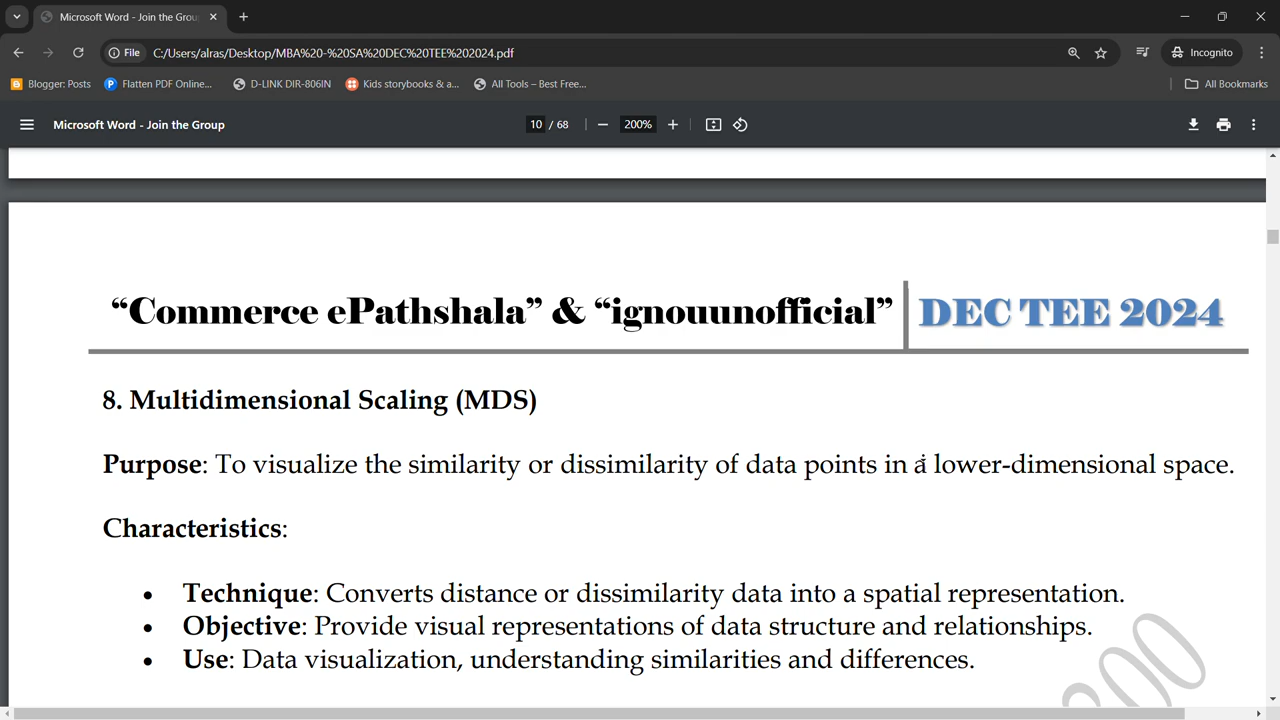 Microsoft Word - Join the Grou
File C:/Users/alras/Desktop/MBA%20-%20SA%20DEC%20TEE%202024.pdf Incognito
Blogger: Posts Flatten PDF Online... D-LINK DIR-806IN Kids storybooks & a... All Tools – Best Free... All Bookmarks
Microsoft Word - Join the Group 10 / 68 200%
“Commerce ePathshala” & “ignouunofficial” DEC TEE 2024
8. Multidimensional Scaling (MDS)
Purpose: To visualize the similarity or dissimilarity of data points in a lower-dimensional space.
Characteristics:
• Technique: Converts distance or dissimilarity data into a spatial representation.
• Objective: Provide visual representations of data structure and relationships.
• Use: Data visualization, understanding similarities and differences.